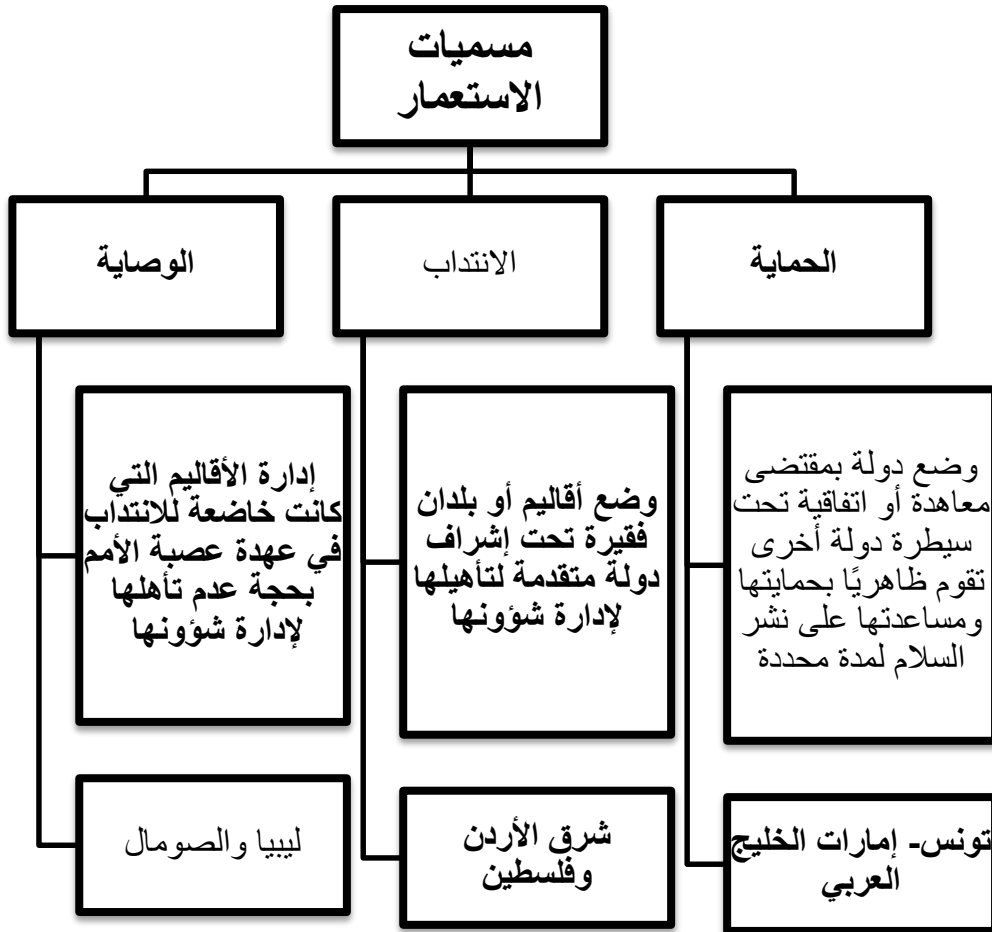 مسميات
الاستعمار
الحماية
وضع دولة بمقتضى
معاهدة أو اتفاقية تحت
سيطرة دولة أخرى
تقوم ظاهريًا بحمايتها
ومساعدتها على نشر
السلام لمدة محددة
تونس- إمارات الخليج
العربي
الانتداب
وضع أقاليم أو بلدان
فقيرة تحت إشراف
دولة متقدمة لتأهيلها
لإدارة شؤونها
شرق الأردن
وفلسطين
الوصاية
إدارة الأقاليم التي
كانت خاضعة للانتداب
في عهدة عصبة الأمم
بحجة عدم تأهلها
لإدارة شؤونها
ليبيا والصومال